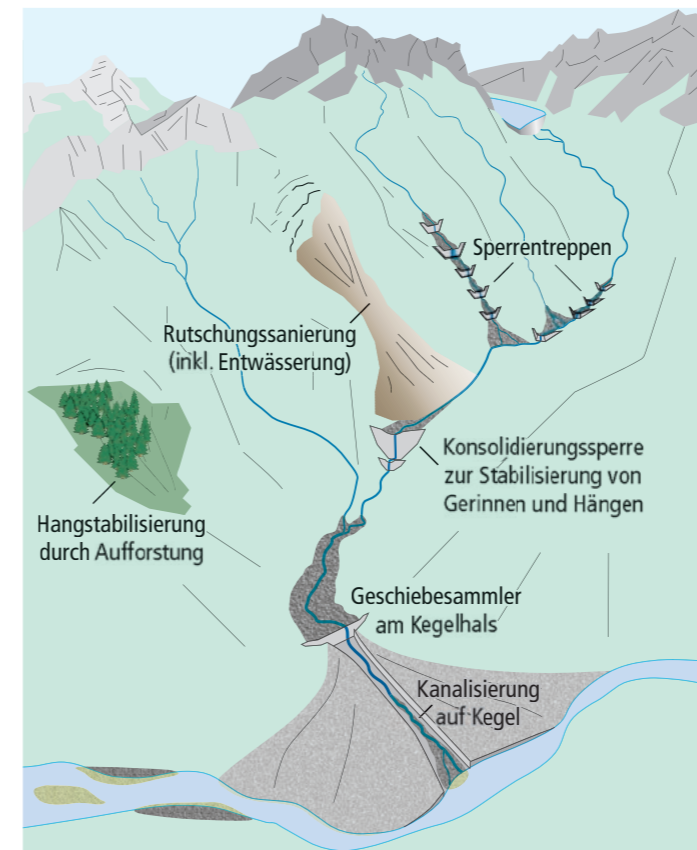 Sperrentreppen
Rutschungssanierung
(inkl. Entwässerung)
Konsolidierungssperre
zur Stabilisierung von
Gerinnen und Hängen
Hangstabilisierung
durch Aufforstung
Geschiebesammler
am Kegelhals
Kanalisierung
auf Kegel